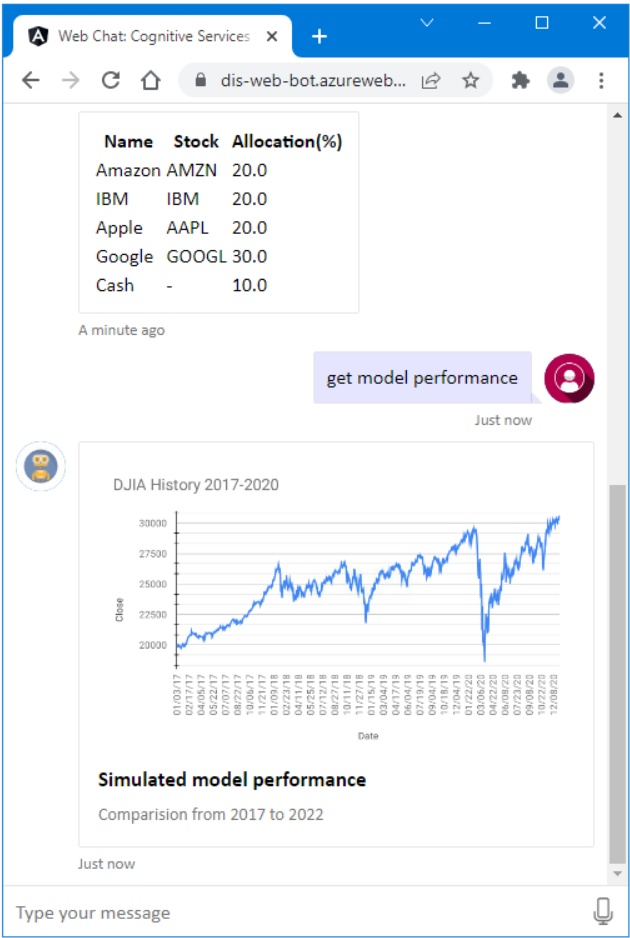 Web Chat: Cognitive Services
dis-web-bot.azureweb...
Name Stock Allocation(%)
Amazon AMZN 20.0
IBM IBM 20.0
Apple AAPL 20.0
Google GOOGL 30.0
Cash - 10.0
A minute ago
get model performance
Just now
DJIA History 2017-2020
30000
27500
25000
22500
20000
Close
01/03/17
02/17/17
04/05/17
05/22/17
07/07/17
08/22/17
10/06/17
11/21/17
01/09/18
02/23/18
04/11/18
05/25/18
07/12/18
08/27/18
10/11/18
11/27/18
01/15/19
03/04/19
04/17/19
06/04/19
07/19/19
09/04/19
10/18/19
12/04/19
01/22/20
03/06/20
04/22/20
06/08/20
07/23/20
09/08/20
10/22/20
12/08/20
Date
Simulated model performance
Comparision from 2017 to 2022
Just now
Type your message